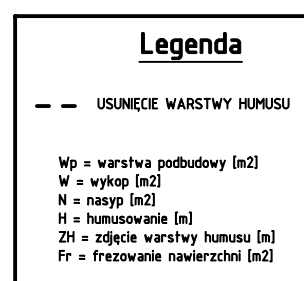 Legenda
USUNIĘCIE WARSTWY HUMUSU
Wp = warstwa podbudowy [m2]
W = wykop [m2]
N = nasyp [m2]
H = humusowanie [m]
ZH = zdjęcie warstwy humusu [m]
Fr = frezowanie nawierzchni [m2]